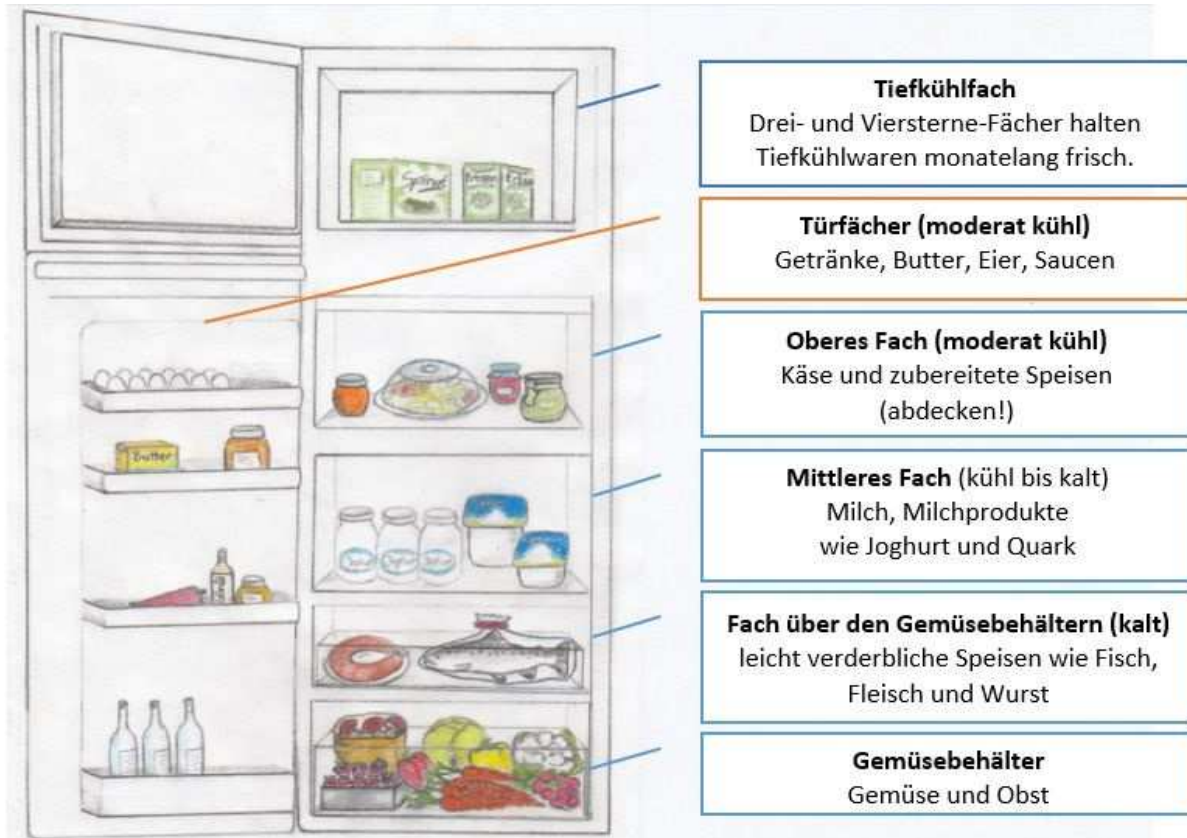 Tiefkühlfach
Drei- und Viersterne-Fächer halten
Tiefkühlwaren monatelang frisch.
Türfächer (moderat kühl)
Getränke, Butter, Eier, Saucen
Oberes Fach (moderat kühl)
Käse und zubereitete Speisen
(abdecken!)
Mittleres Fach (kühl bis kalt)
Milch, Milchprodukte
wie Joghurt und Quark
Fach über den Gemüsebehältern (kalt)
leicht verderbliche Speisen wie Fisch,
Fleisch und Wurst
Gemüsebehälter
Gemüse und Obst
Spinat
Butter